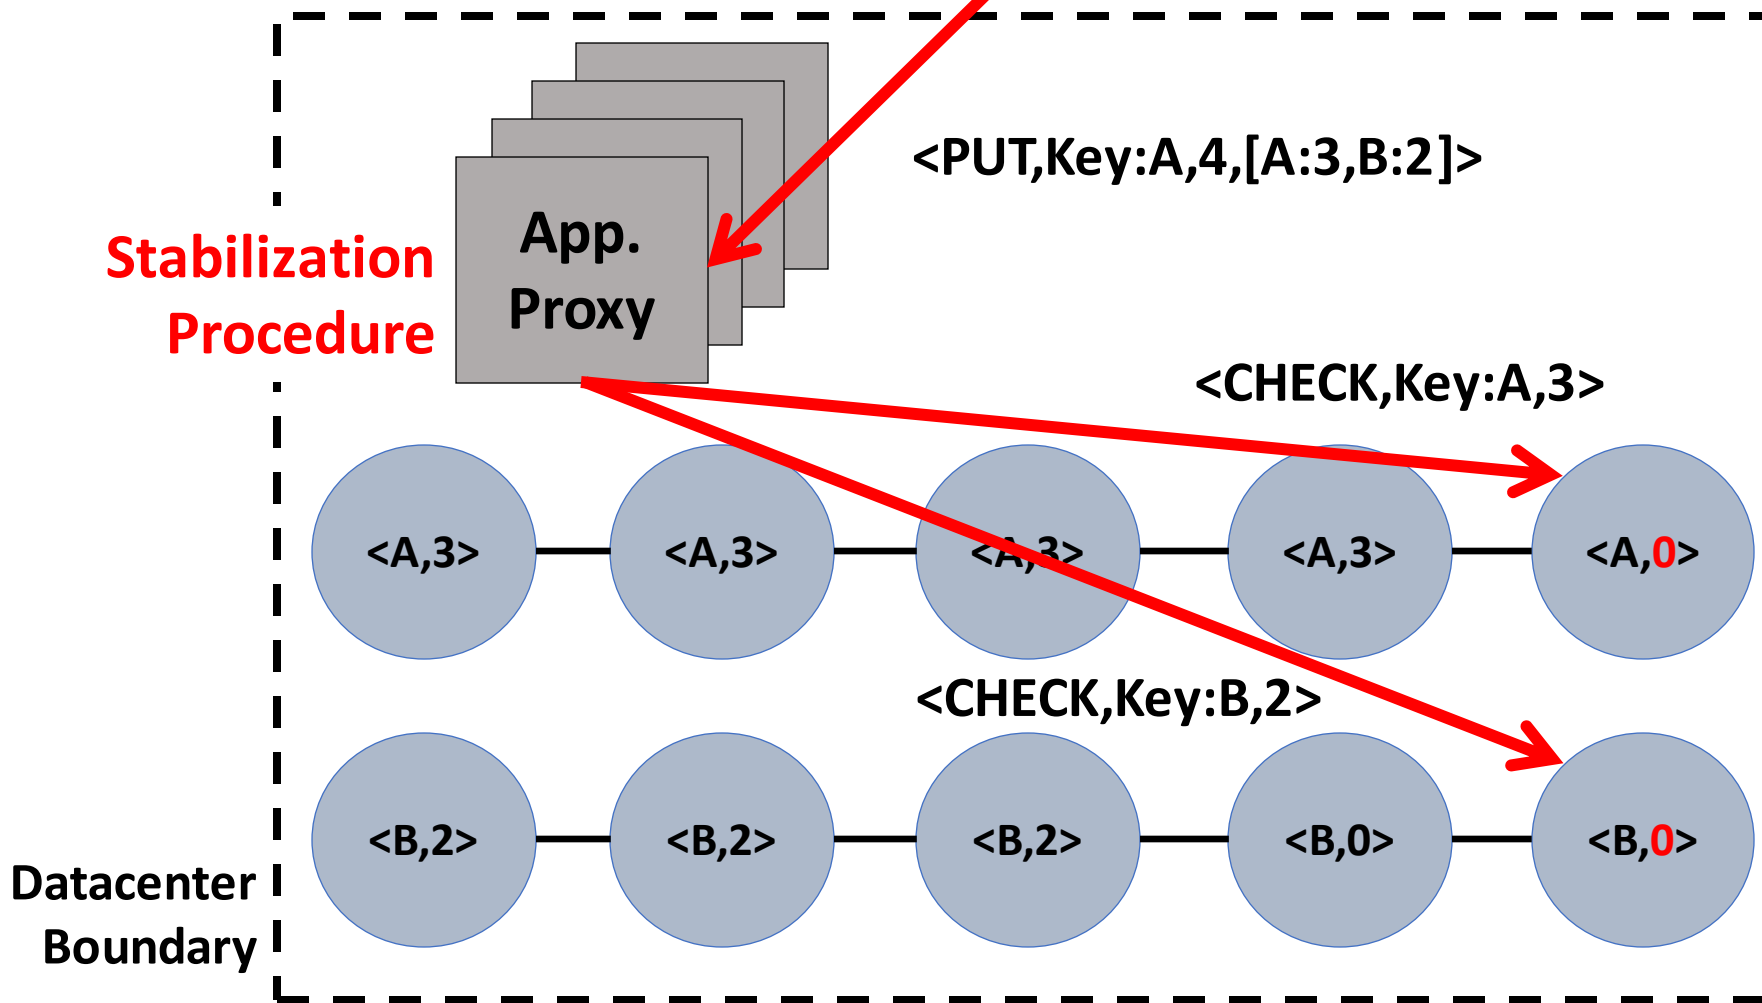 <PUT,Key:A,4,[A:3,B:2]>
App.
Proxy
Stabilization
Procedure
<CHECK,Key:A,3>
<A,3>
<A,3>
<A,3>
<A,3>
<A,0>
<CHECK,Key:B,2>
<B,2>
<B,2>
<B,2>
<B,0>
<B,0>
Datacenter
Boundary